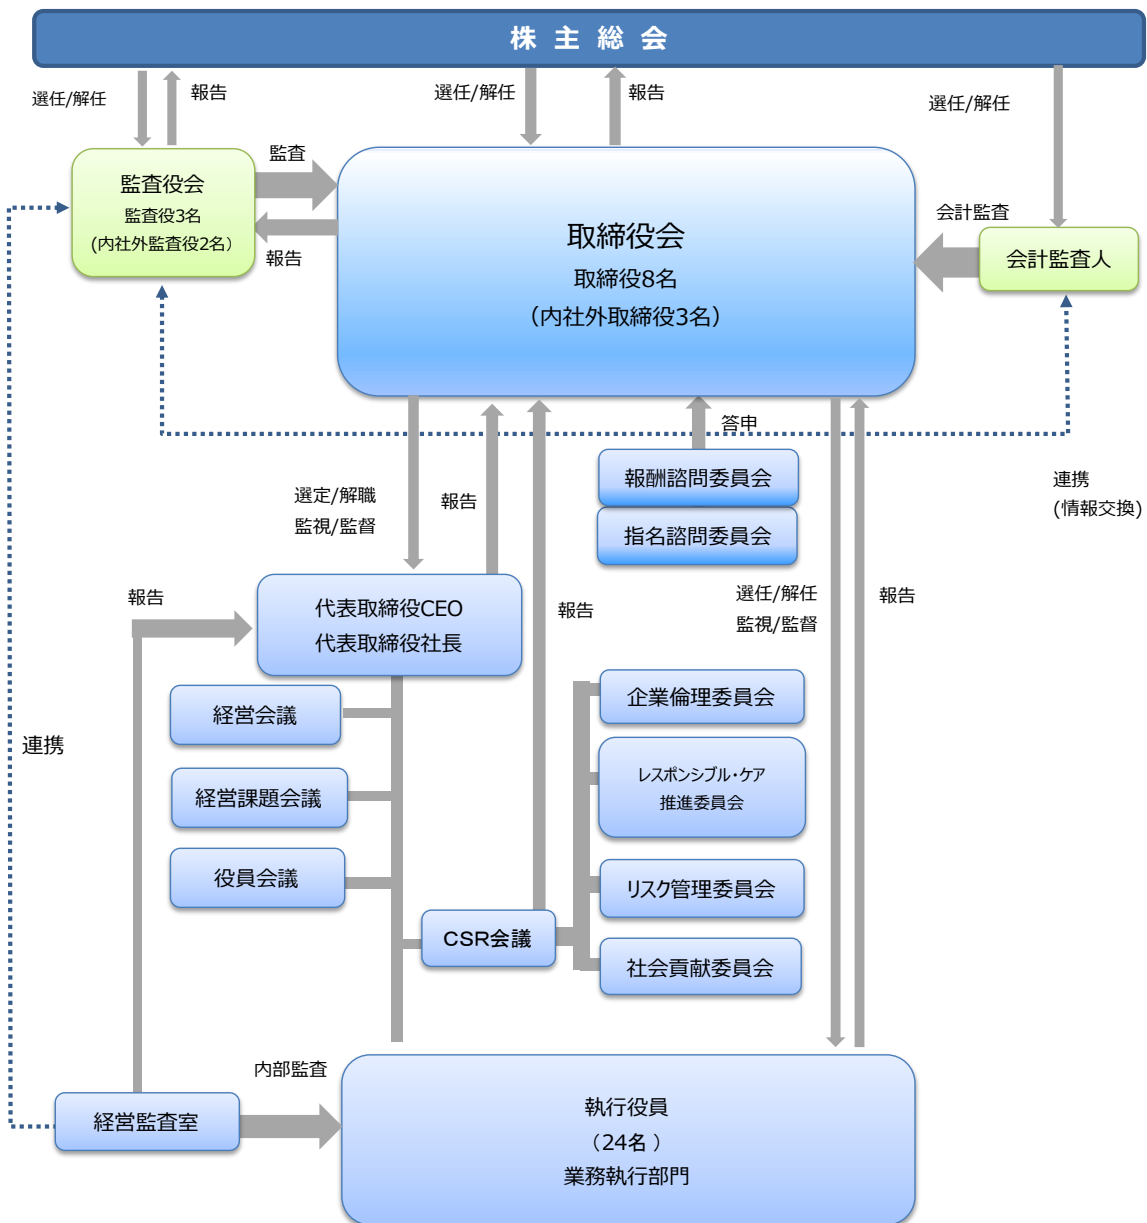 株 主 総 会
選任/解任
報告
選任/解任
報告
選任/解任
監査役会
監査役3名
(内社外監査役2名)
監査
報告
取締役会
取締役8名
(内社外取締役3名)
会計監査
会計監査人
答申
報酬諮問委員会
指名諮問委員会
連携
(情報交換)
選定/解職
監視/監督
報告
報告
選任/解任
監視/監督
報告
報告
代表取締役CEO
代表取締役社長
経営会議
経営課題会議
役員会議
連携
CSR会議
企業倫理委員会
レスポンシブル・ケア
推進委員会
リスク管理委員会
社会貢献委員会
内部監査
経営監査室
執行役員
(24名 )
業務執行部門